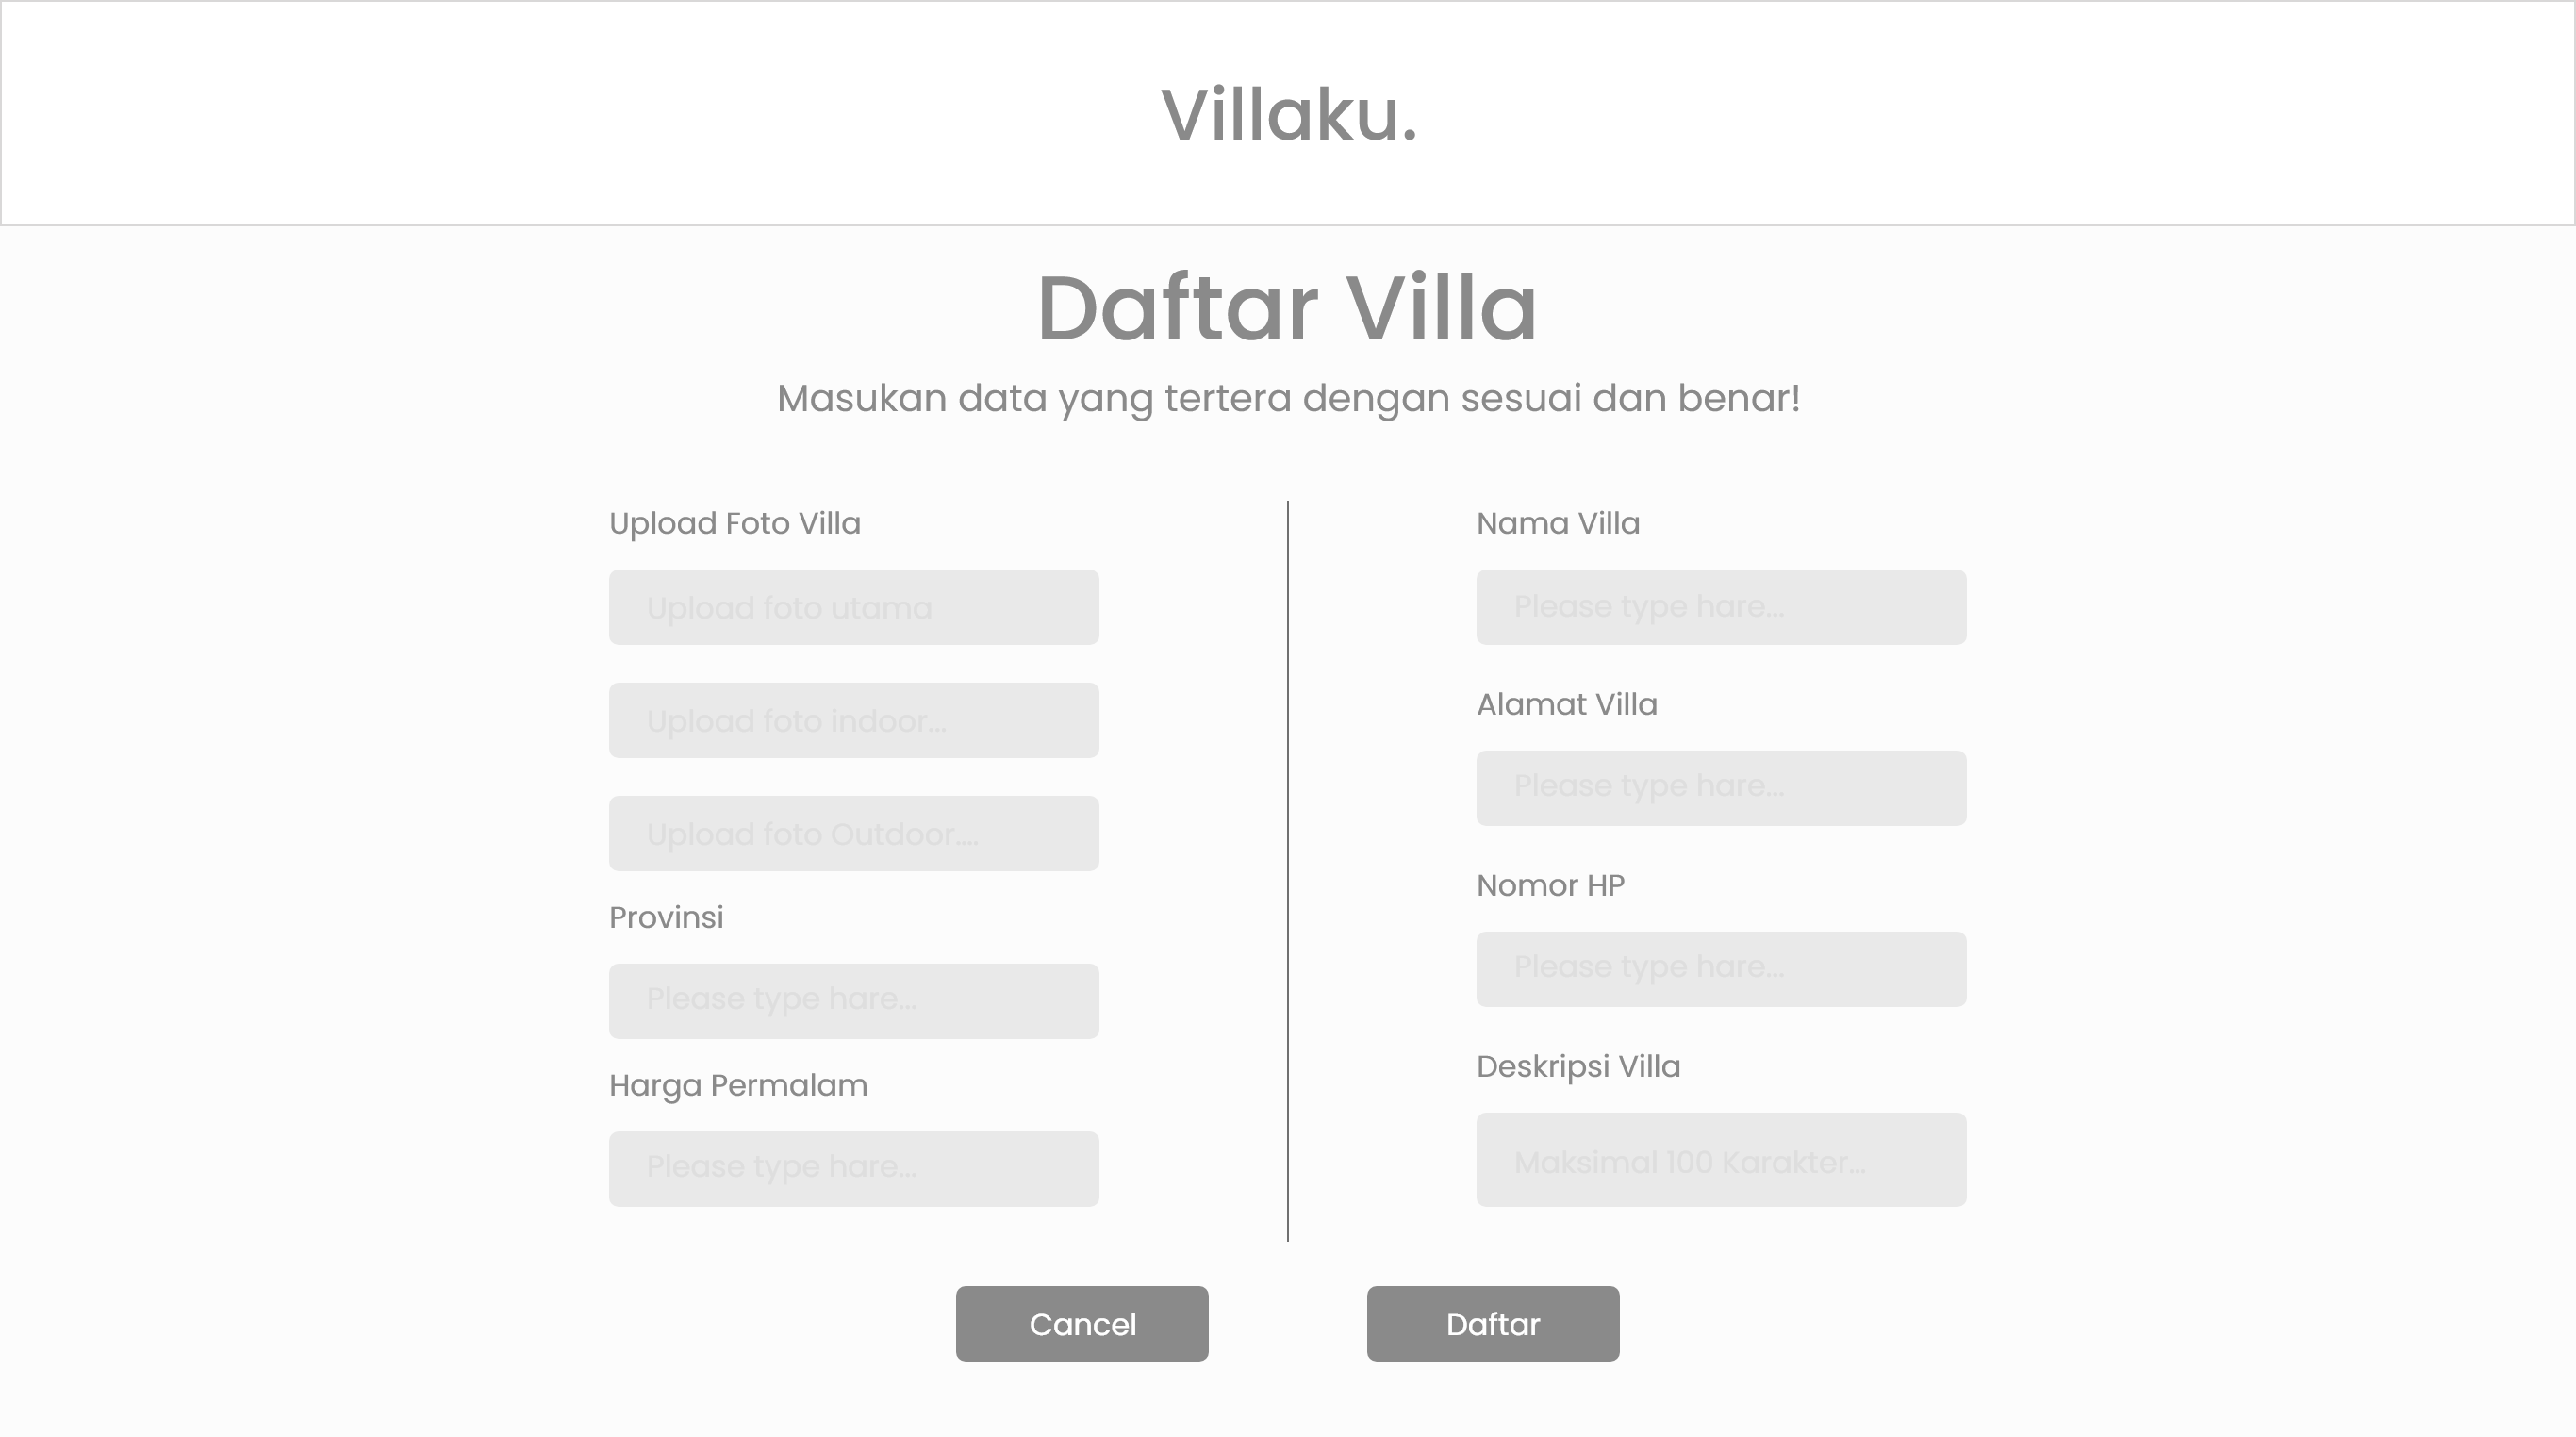 Villaku.
Daftar Villa
Masukan data yang tertera dengan sesuai dan benar!
Upload Foto Villa
Upload foto utama
Upload foto indoor...
Upload foto Outdoor....
Provinsi
Please type hare...
Harga Permalam
Please type hare...
Nama Villa
Please type hare...
Alamat Villa
Please type hare...
Nomor HP
Please type hare...
Deskripsi Villa
Maksimal 100 Karakter...
Cancel
Daftar